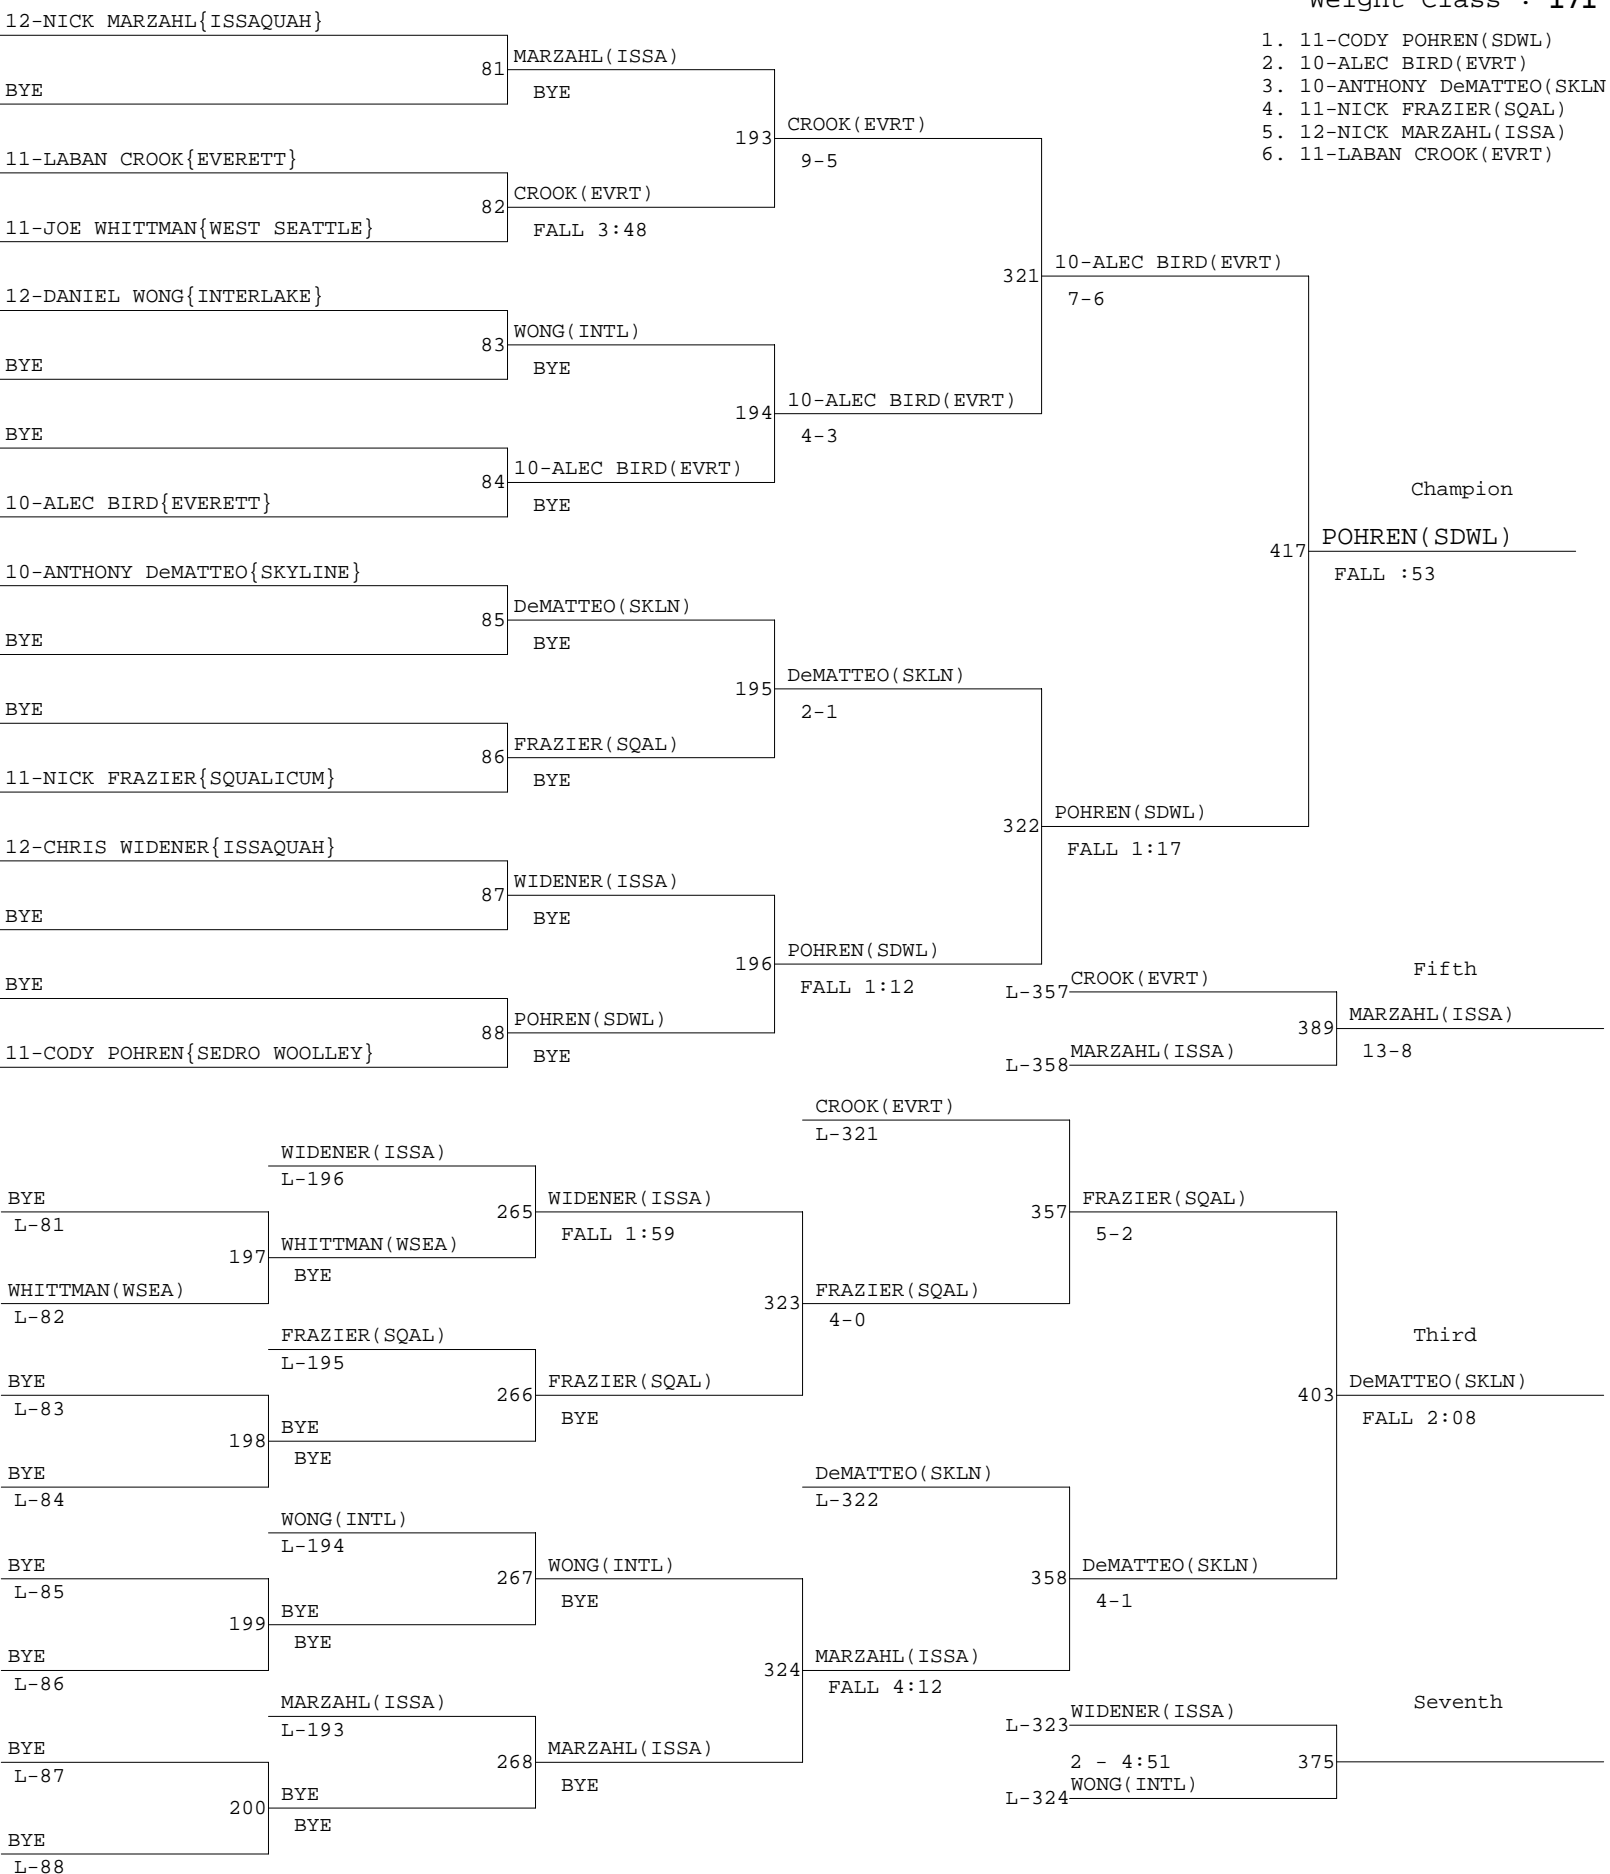 Weight Class : 171
1. 11-CODY POHREN(SDWL)
2. 10-ALEC BIRD(EVRT)
3. 10-ANTHONY DeMATTEO(SKLN
4. 11-NICK FRAZIER(SQAL)
5. 12-NICK MARZAHL(ISSA)
6. 11-LABAN CROOK(EVRT)
12-NICK MARZAHL{ISSAQUAH}
BYE
11-LABAN CROOK{EVERETT}
11-JOE WHITTMAN{WEST SEATTLE}
12-DANIEL WONG{INTERLAKE}
BYE
BYE
10-ALEC BIRD{EVERETT}
10-ANTHONY DeMATTEO{SKYLINE}
BYE
BYE
11-NICK FRAZIER{SQUALICUM}
12-CHRIS WIDENER{ISSAQUAH}
BYE
BYE
11-CODY POHREN{SEDRO WOOLLEY}
81 MARZAHL(ISSA)
BYE
82 CROOK(EVRT)
FALL 3:48
83 WONG(INTL)
BYE
84 10-ALEC BIRD(EVRT)
BYE
85 DeMATTEO(SKLN)
BYE
86 FRAZIER(SQAL)
BYE
87 WIDENER(ISSA)
BYE
88 POHREN(SDWL)
BYE
193 CROOK(EVRT)
9-5
194 10-ALEC BIRD(EVRT)
4-3
195 DeMATTEO(SKLN)
2-1
196 POHREN(SDWL)
FALL 1:12
321 10-ALEC BIRD(EVRT)
7-6
322 POHREN(SDWL)
FALL 1:17
Champion
417 POHREN(SDWL)
FALL :53
Fifth
L-357 CROOK(EVRT)
L-358 MARZAHL(ISSA)
389 MARZAHL(ISSA)
13-8
BYE
L-81
WHITTMAN(WSEA)
L-82
BYE
L-83
BYE
L-84
BYE
L-85
BYE
L-86
BYE
L-87
BYE
L-88
WIDENER(ISSA)
L-196
197 WHITTMAN(WSEA)
BYE
FRAZIER(SQAL)
L-195
198 BYE
BYE
WONG(INTL)
L-194
199 BYE
BYE
MARZAHL(ISSA)
L-193
200 BYE
BYE
265 WIDENER(ISSA)
FALL 1:59
266 FRAZIER(SQAL)
BYE
267 WONG(INTL)
BYE
268 MARZAHL(ISSA)
BYE
CROOK(EVRT)
L-321
323 FRAZIER(SQAL)
4-0
DeMATTEO(SKLN)
L-322
324 MARZAHL(ISSA)
FALL 4:12
357 FRAZIER(SQAL)
5-2
358 DeMATTEO(SKLN)
4-1
Third
403 DeMATTEO(SKLN)
FALL 2:08
Seventh
L-323 WIDENER(ISSA)
2 - 4:51
375
L-324 WONG(INTL)